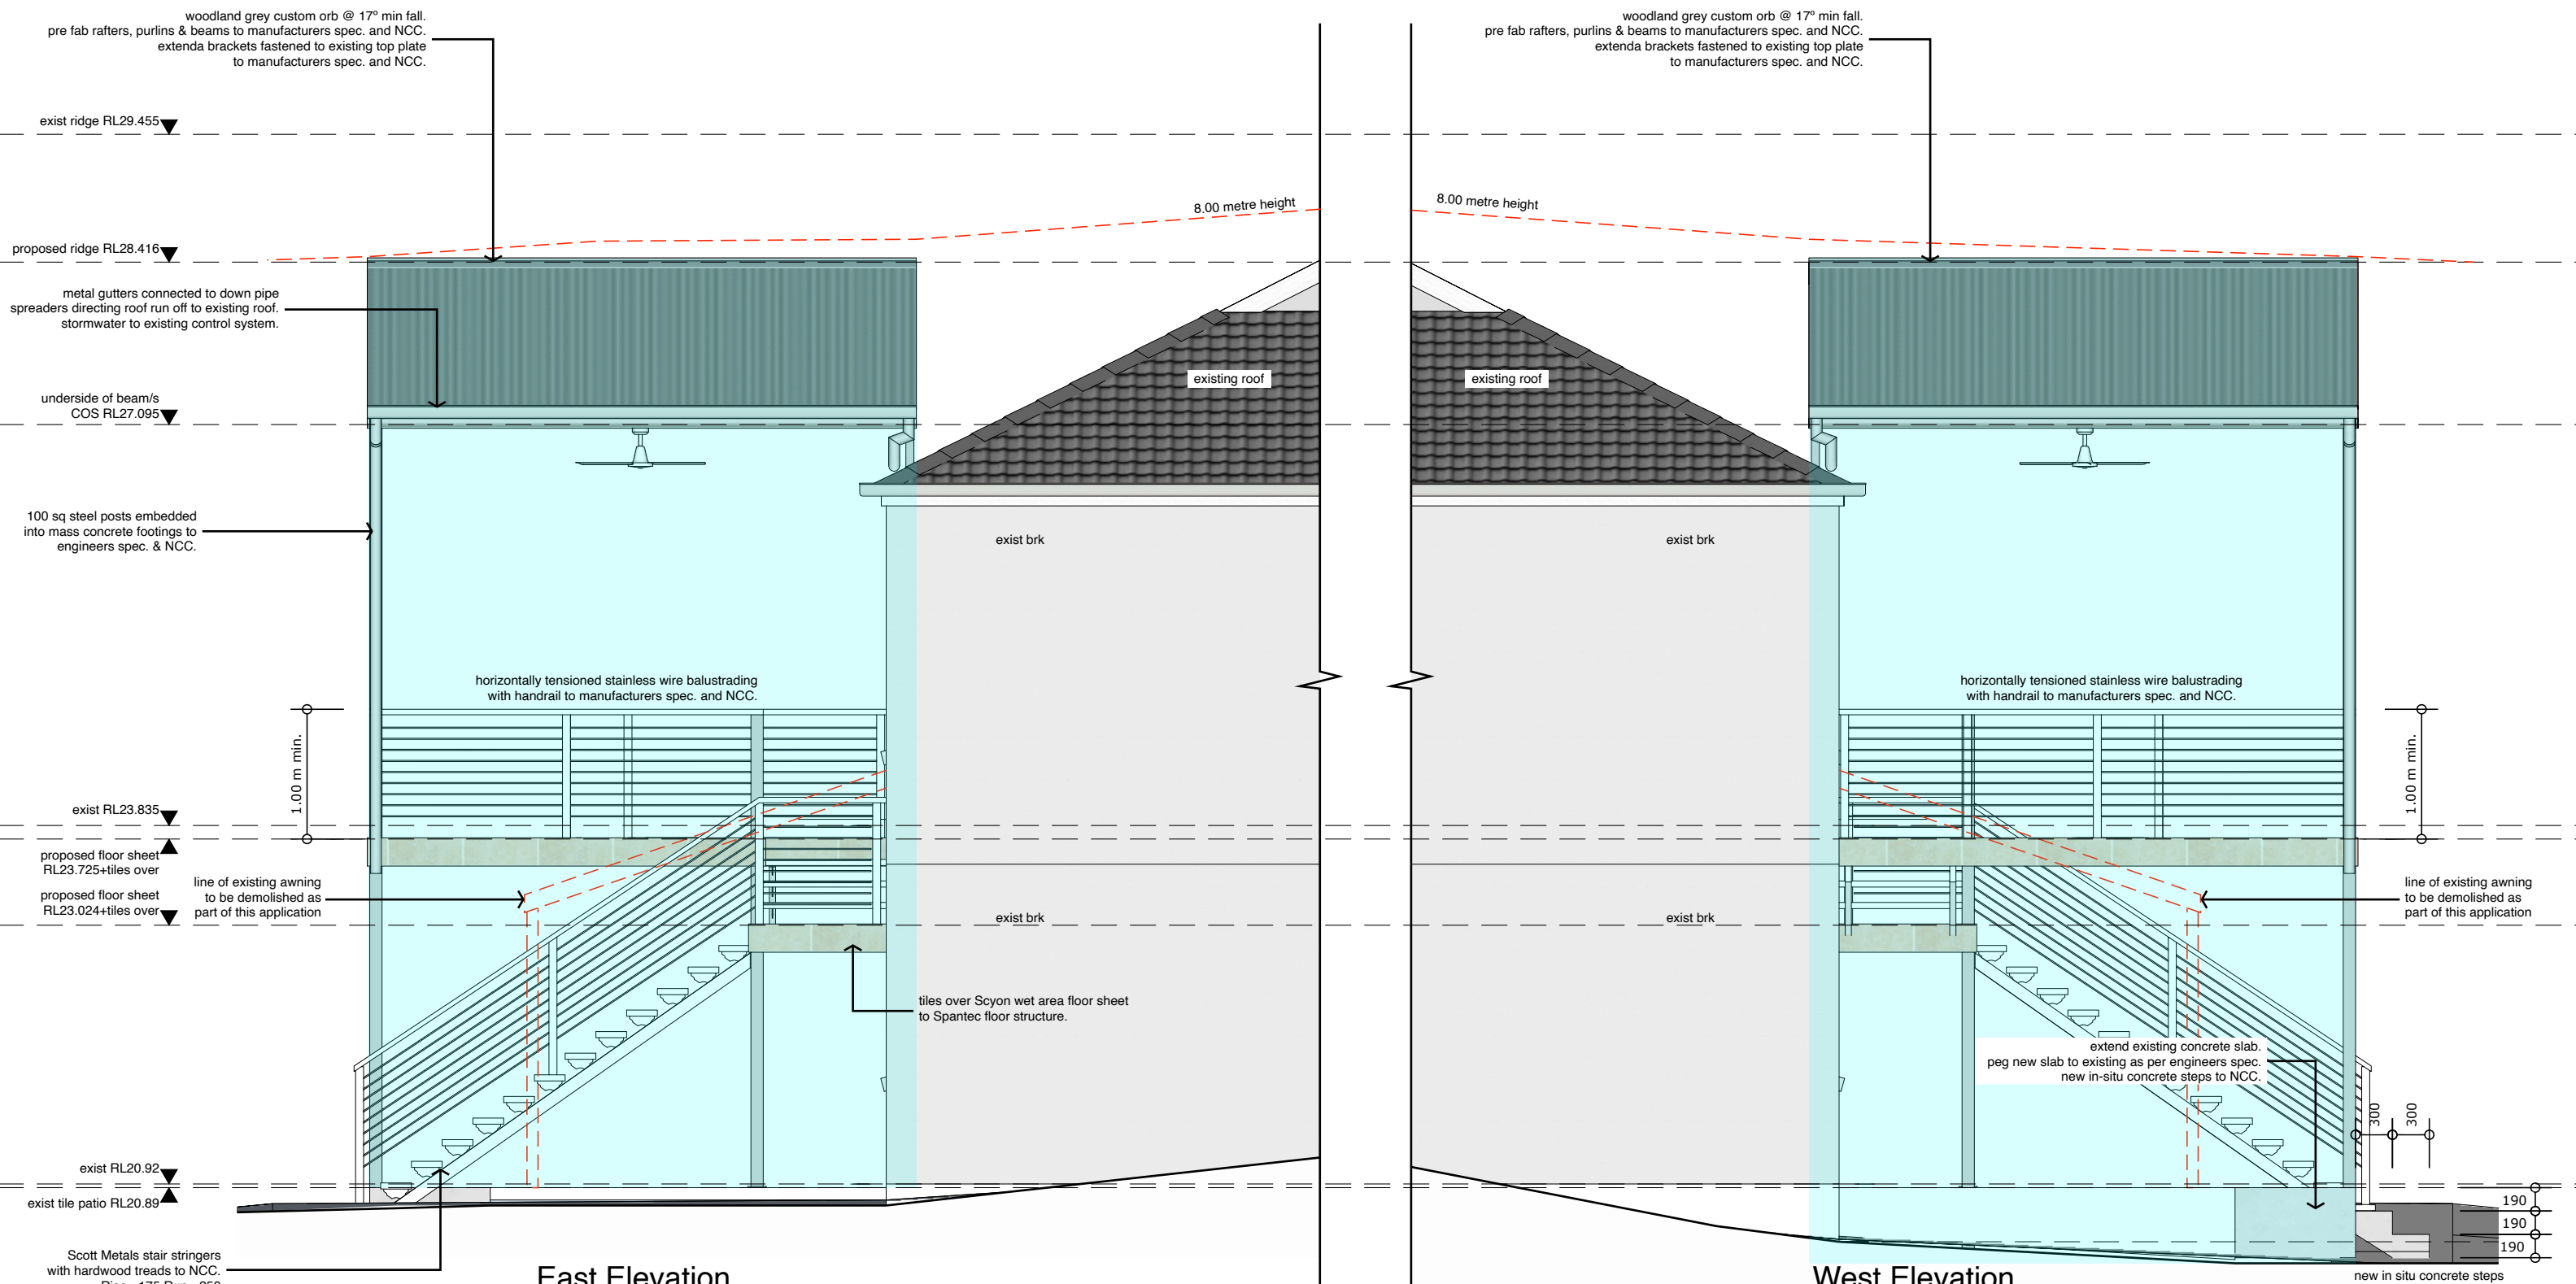 woodland grey custom orb @ 17º min fall.
pre fab rafters, purlins & beams to manufacturers spec. and NCC.
extenda brackets fastened to existing top plate
to manufacturers spec. and NCC.
exist ridge RL29.455
8.00 metre height
proposed ridge RL28.416
metal gutters connected to down pipe
spreaders directing roof run off to existing roof.
stormwater to existing control system.
existing roof
underside of beam/s
COS RL27.095
100 sq steel posts embedded
into mass concrete footings to
engineers spec. & NCC.
exist brk
horizontally tensioned stainless wire balustrading
with handrail to manufacturers spec. and NCC.
1.00 m min.
exist RL23.835
proposed floor sheet
RL23.725+tiles over
proposed floor sheet
RL23.024+tiles over
line of existing awning
to be demolished as
part of this application
exist brk
tiles over Scyon wet area floor sheet
to Spantec floor structure.
exist RL20.92
exist tile patio RL20.89
Scott Metals stair stringers
with hardwood treads to NCC.
East Elevation
woodland grey custom orb @ 17º min fall.
pre fab rafters, purlins & beams to manufacturers spec. and NCC.
extenda brackets fastened to existing top plate
to manufacturers spec. and NCC.
8.00 metre height
existing roof
exist brk
horizontally tensioned stainless wire balustrading
with handrail to manufacturers spec. and NCC.
1.00 m min.
line of existing awning
to be demolished as
part of this application
exist brk
extend existing concrete slab.
peg new slab to existing as per engineers spec.
new in-situ concrete steps to NCC.
300
300
190
190
190
new in situ concrete steps
West Elevation